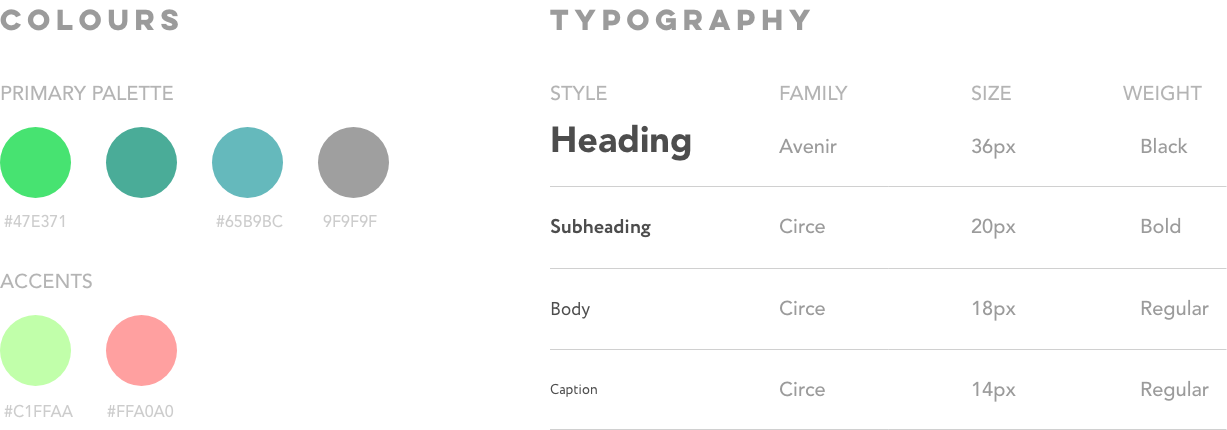 COLOURS
PRIMARY PALETTE
#47E371
#65B9BC
9F9F9F
ACCENTS
#C1FFAA
#FFA0A0
TYPOGRAPHY
STYLE FAMILY SIZE WEIGHT
Heading Avenir 36px Black
Subheading Circe 20px Bold
Body Circe 18px Regular
Caption Circe 14px Regular